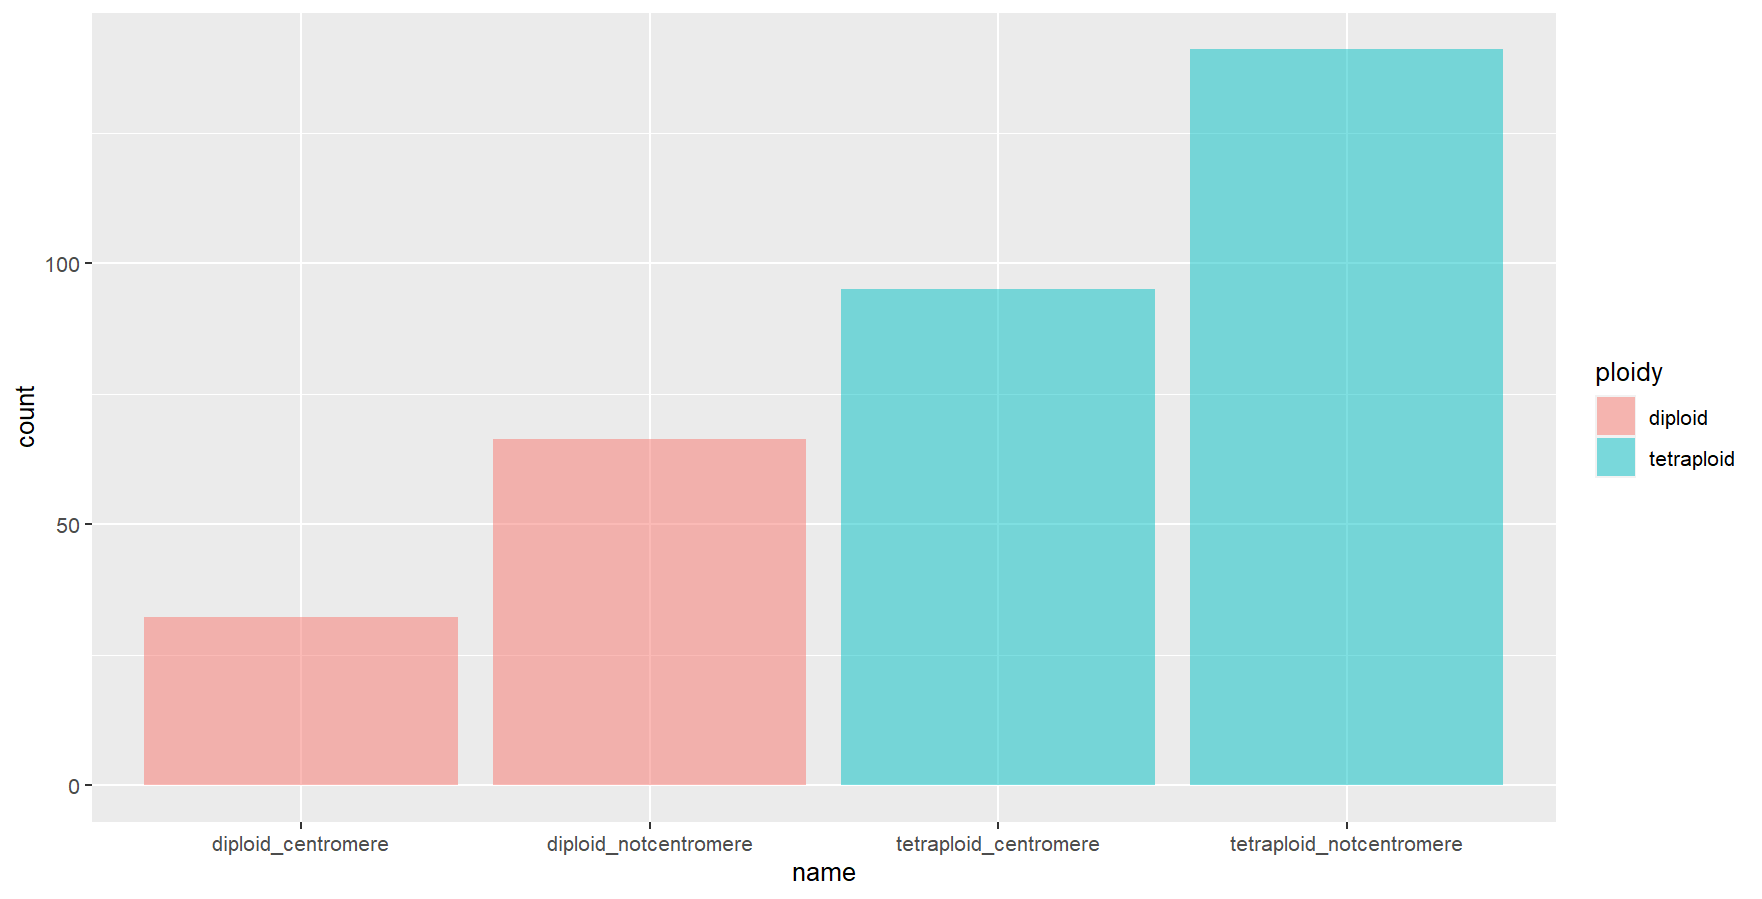 count
100
50
0
diploid_centromere
diploid_notcentromere
tetraploid_centromere
tetraploid_notcentromere
name
ploidy
diploid
tetraploid